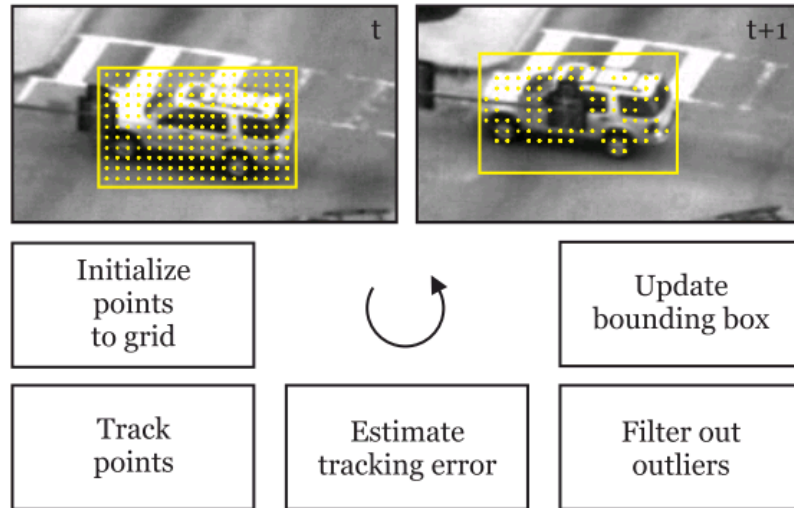 t
t+1
Initialize
points
to grid
Update
bounding box
Track
points
Estimate
tracking error
Filter out
outliers